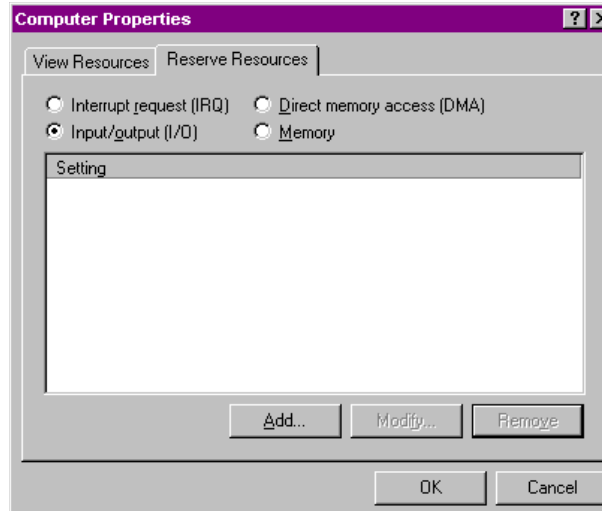 Computer Properties ? X
View Resources Reserve Resources
Interrupt request (IRQ) Direct memory access (DMA)
Input/output (I/O) Memory
Setting
Add... Modify... Remove
OK Cancel